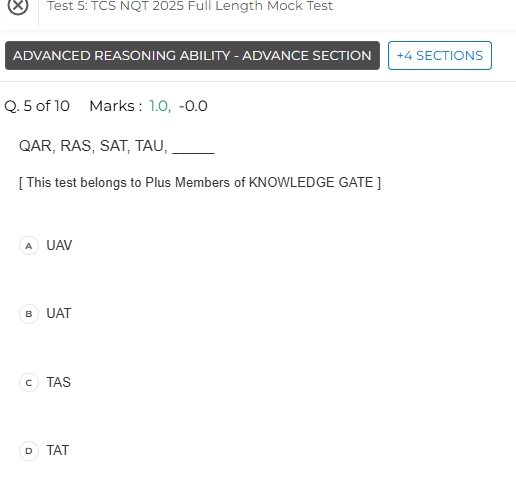 Test 5: TCS NQT 2025 Full Length Mock Test
ADVANCED REASONING ABILITY - ADVANCE SECTION
+4 SECTIONS
Q. 5 of 10 Marks : 1.0, -0.0
QAR, RAS, SAT, TAU, _____
[ This test belongs to Plus Members of KNOWLEDGE GATE ]
A UAV
B UAT
C TAS
D TAT